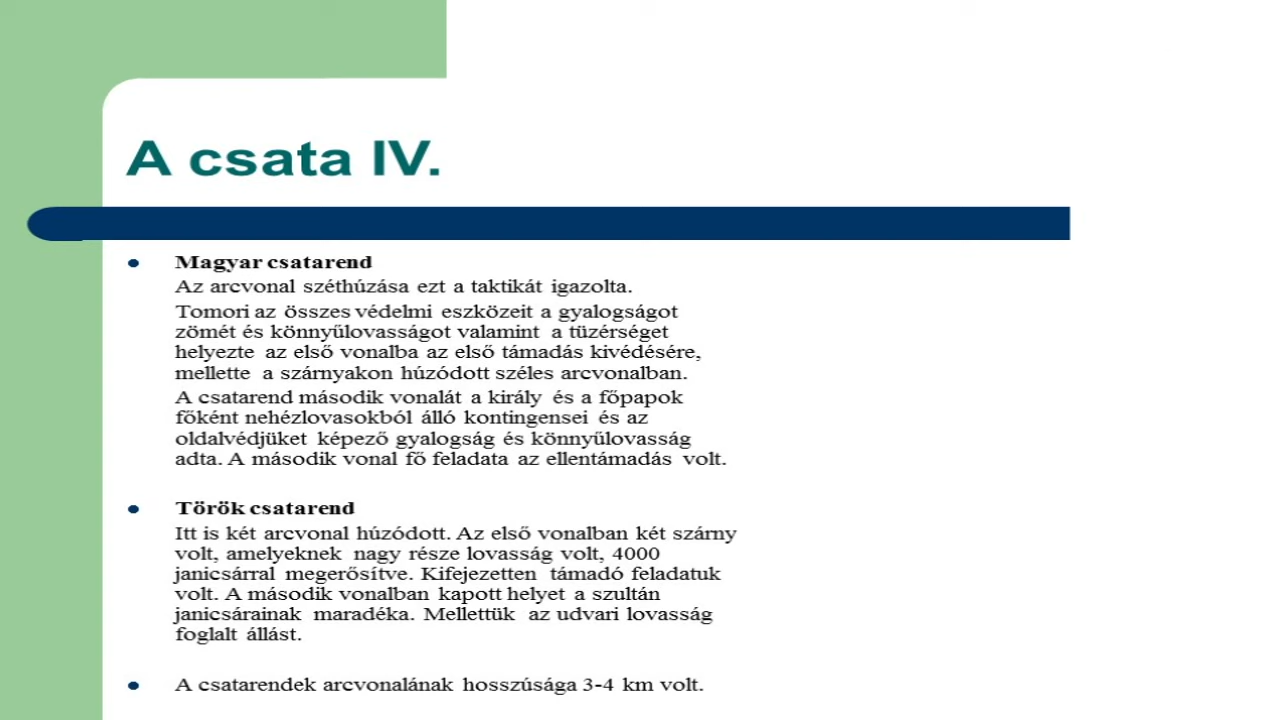 A csata IV.
Magyar csatarend
Az arcvonal széthúzása ezt a taktikát igazolta.
Tomori az összes védelmi eszközeit a gyalogságot
zömét és könnyűlovasságot valamint a tüzérséget
helyezte az első vonalba az első támadás kivédésére,
mellette a szárnyakon húzódott széles arcvonalban.
A csatarend második vonalát a király és a főpapok
főként nehézlovasokból álló kontingensei és az
oldalvédjüket képező gyalogság és könnyűlovasság
adta. A második vonal fő feladata az ellentámadás volt.
Török csatarend
Itt is két arcvonal húzódott. Az első vonalban két szárny
volt, amelyeknek nagy része lovasság volt, 4000
janicsárral megerősítve. Kifejezetten támadó feladatuk
volt. A második vonalban kapott helyet a szultán
janicsárainak maradéka. Mellettük az udvari lovasság
foglalt állást.
A csatarendek arcvonalának hosszúsága 3-4 km volt.